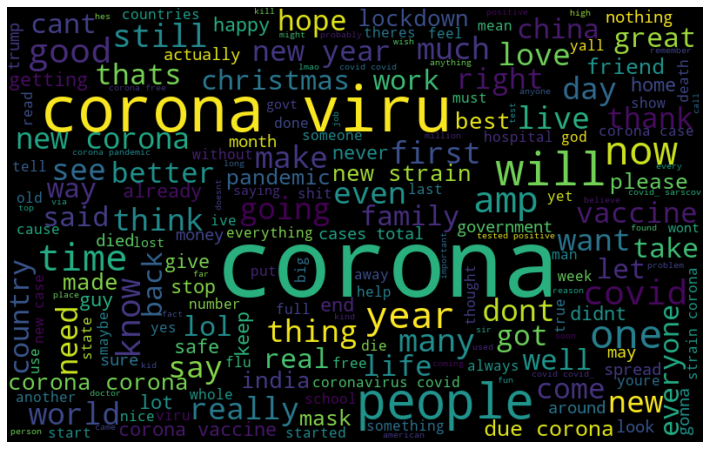 trump
cant
countries
still
happy
hope
lockdown
theres
feel
kill
might
probably
hes
wish
positive
mean
china
high
yall
nothing
remember
anything
good
actually
new year
much
love
great
getting
thats
christmas
lmao
covid covid
friend
death
corona free
work
right
anyone
home
read
corona viru
day
show
call
govt
done
someone
job
million
must
best
live
god
thank
test
new corona
month
hospital
corona case
without
never
first
will
now
every
tell
corona pandemic
long
see
better
make
pandemic
new strain
please
covid_ sarscov
old
top
via
way
already
saying
shit
doesnt
even
last
amp
yet
believe
vaccine
cause
said
think
ive
going
family
found
wont
everything
cases total
government
tested positive
want
take
died
lost
money
time
give
far
corona
important
man
problem
country
place
back
stop
put
big
away
thought
let
covid
week
reason
new case
made
guy
fact
number
full
end
help
true
know
year
didnt
state
maybe
yes
safe
keep
thing
dont
one
use
need
sure
kid
lol
flu
real
die
many
sir
got
used
may
spread
soon
say
free
life
always
well
youre
everyone
gonna
strain corona
corona corona
india
kind
coronavirus covid
coming
fun
come
around
another
doctor
whole
school
people
new
look
world
lot
really
mask
something
due corona
nice
viru
person
start
came
corona vaccine
started
american